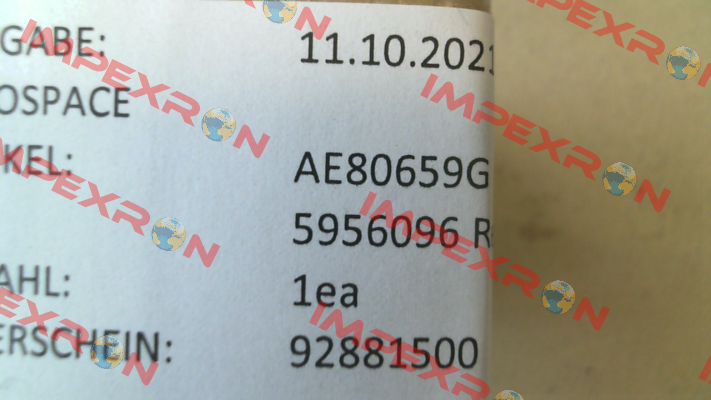 GABE: 11.10.2021
OSPACE
KEL: AE80659G
5956096 R
AHL: 1ea
ERSCHEIN: 92881500
IMPEXRON
IMPEXRON
IMPEXRON
IMPEXRON
IMPEXRON
IMPEXRON
IMPEXRON
IMPEXRON